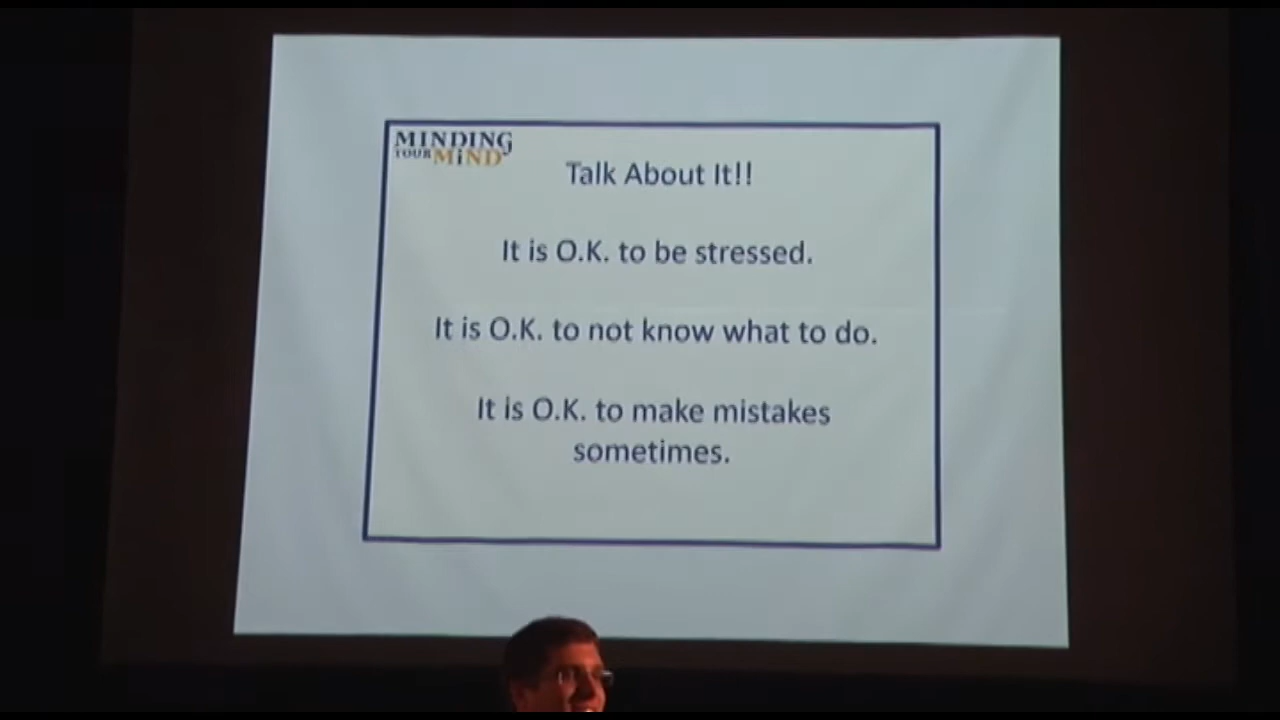 MINDING
YOUR MiND
Talk About It!!
It is O.K. to be stressed.
It is O.K. to not know what to do.
It is O.K. to make mistakes
sometimes.